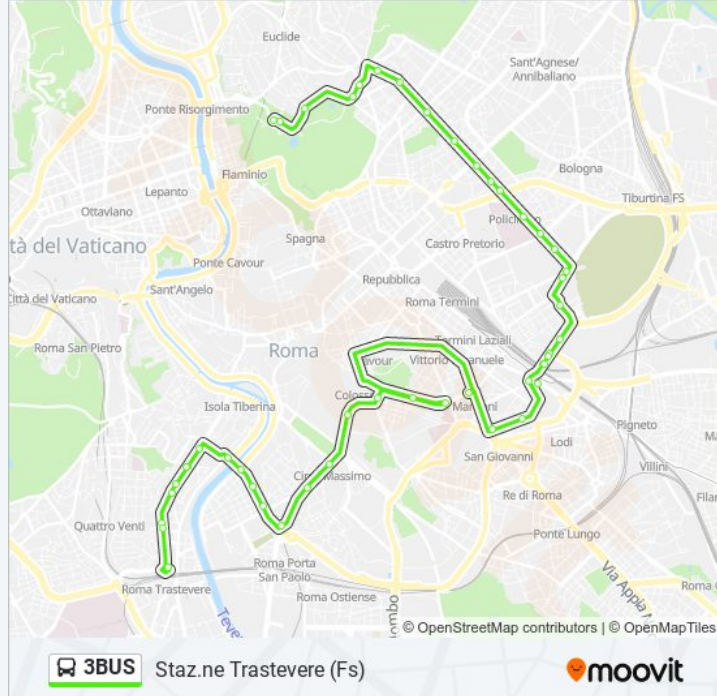 Euclide
Sant'Agnese/
Annibaliano
Ponte Risorgimento
Bologna
Flaminio
Lepanto
Tiburtina FS
Ottaviano
Policlinico
Spagna
Castro Pretorio
tà del Vaticano
Ponte Cavour
Repubblica
Sant'Angelo
Città del Vaticano
Roma Termini
Roma San Pietro
Roma
Termini Laziali
Cavour
Vittorio Emanuele
Colosseo
Manzoni
Isola Tiberina
Pigneto
Lodi
San Giovanni
Villini
Circo Massimo
Re di Roma
Quattro Venti
Ponte Lungo
Roma Porta
San Paolo
Roma Trastevere
Roma Ostiense
Via Appia
Teve
ombo
© OpenStreetMap contributors | © OpenMapTiles
3BUS Staz.ne Trastevere (Fs)
moovit